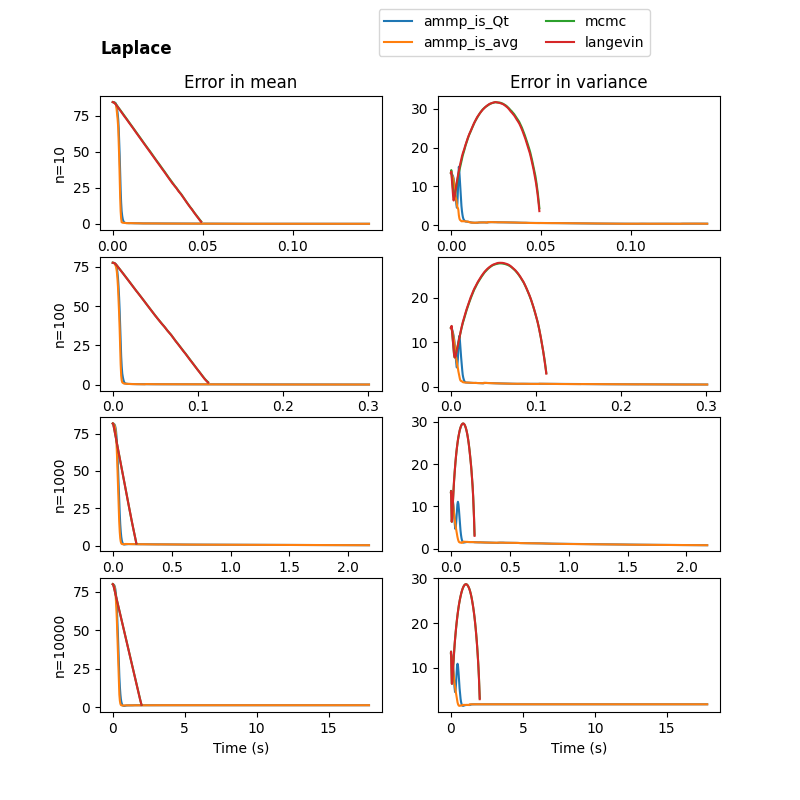 Laplace
ammp_is_Qt mcmc
ammp_is_avg langevin
Error in mean Error in variance
n=10
75
50
25
0
0.00 0.05 0.10
30
20
10
0
0.00 0.05 0.10
n=100
75
50
25
0
0.0 0.1 0.2 0.3
20
10
0
0.0 0.1 0.2 0.3
n=1000
75
50
25
0
0.0 0.5 1.0 1.5 2.0
30
20
10
0
0.0 0.5 1.0 1.5 2.0
n=10000
75
50
25
0
0 5 10 15
Time (s)
30
20
10
0 5 10 15
Time (s)